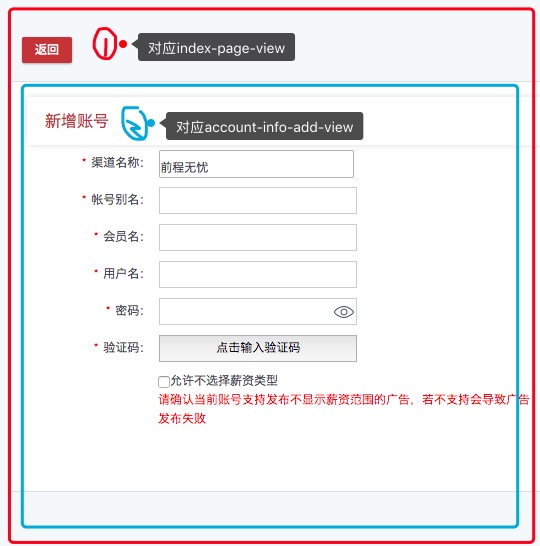 返回
1
对应index-page-view
新增账号
2
对应account-info-add-view
* 渠道名称：
前程无忧
* 帐号别名：
* 会员名：
* 用户名：
* 密码：
* 验证码：
点击输入验证码
允许不选择薪资类型
请确认当前账号支持发布不显示薪资范围的广告，若不支持会导致广告
发布失败